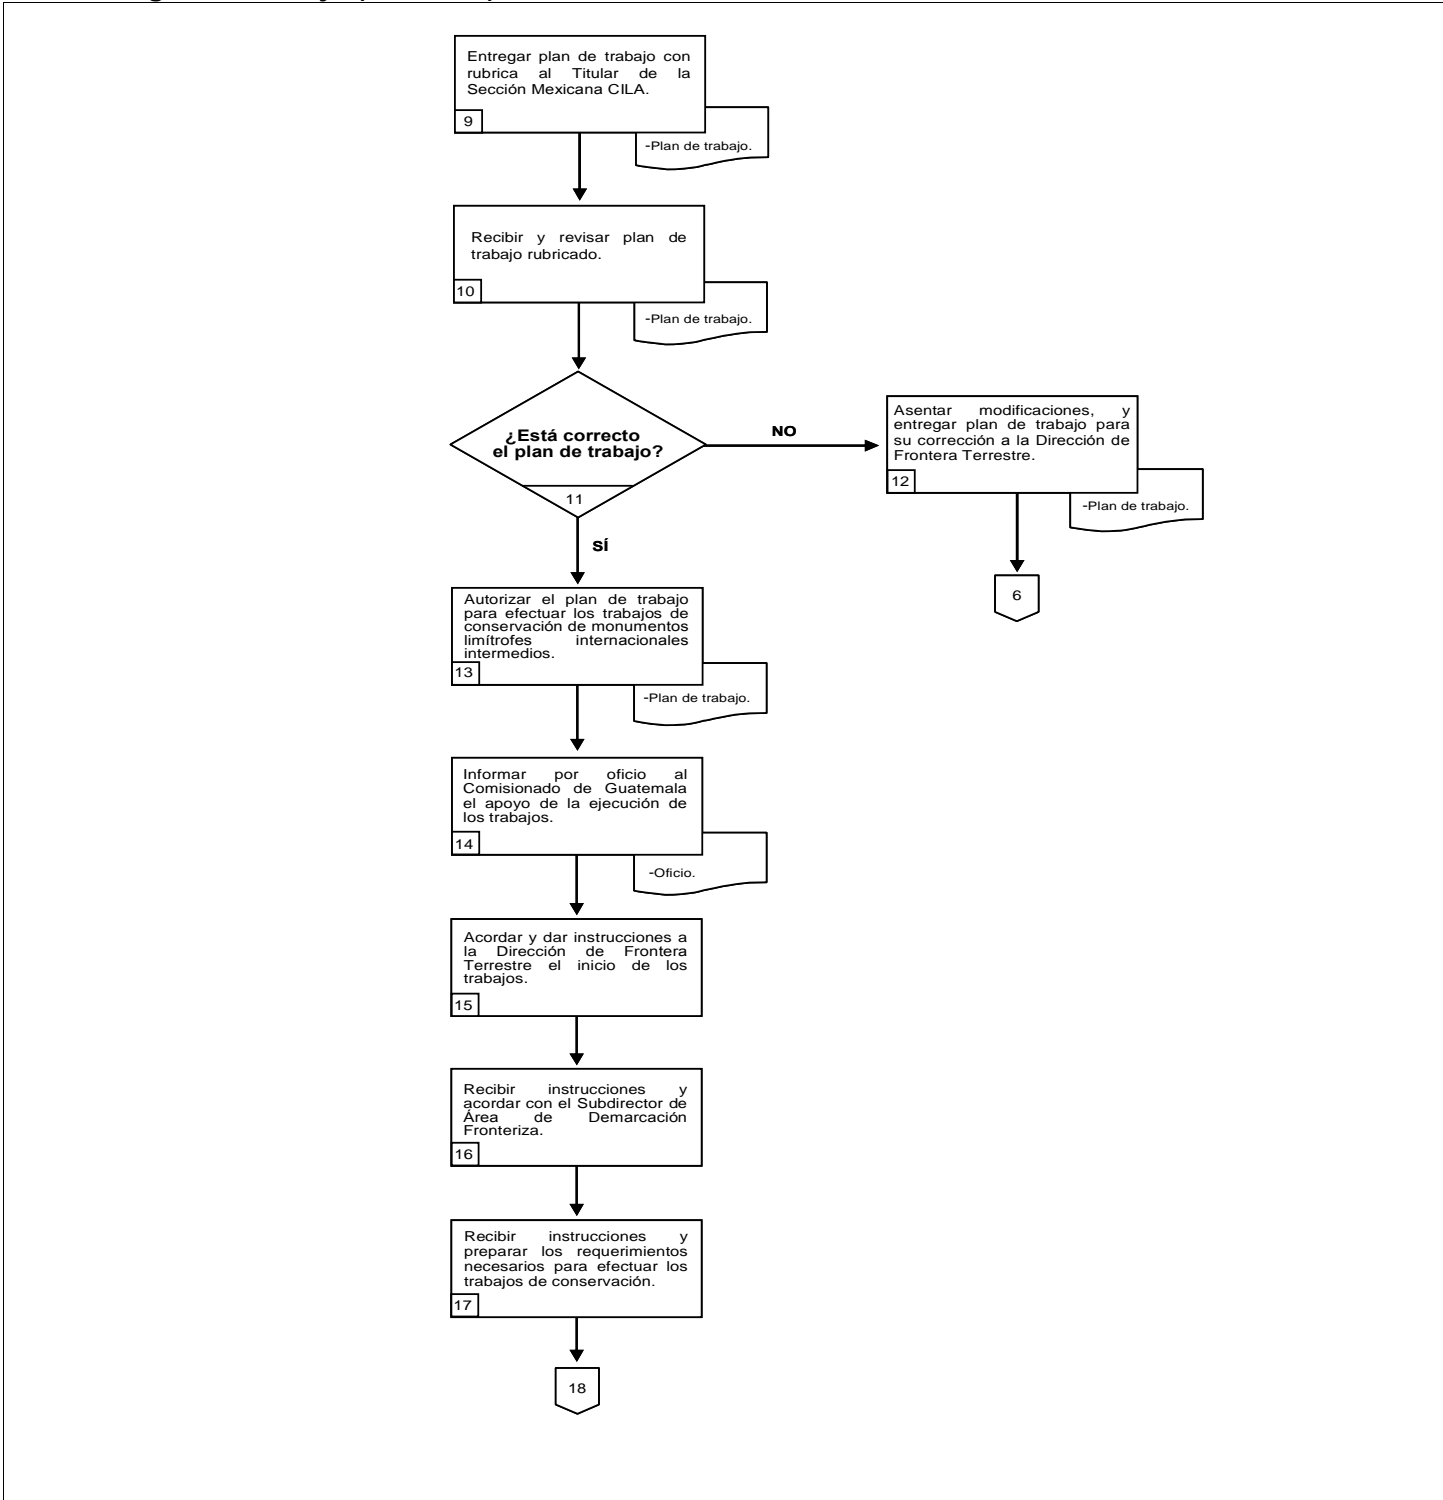 Entregar plan de trabajo con
rubrica al Titular de la
Sección Mexicana CILA.
9
-Plan de trabajo.
Recibir y revisar plan de
trabajo rubricado.
10
-Plan de trabajo.
¿Está correcto
el plan de trabajo?
11
NO
Asentar modificaciones, y
entregar plan de trabajo para
su corrección a la Dirección de
Frontera Terrestre.
12
-Plan de trabajo.
6
SÍ
Autorizar el plan de trabajo
para efectuar los trabajos de
conservación de monumentos
limítrofes internacionales
intermedios.
13
-Plan de trabajo.
Informar por oficio al
Comisionado de Guatemala
el apoyo de la ejecución de
los trabajos.
14
-Oficio.
Acordar y dar instrucciones a
la Dirección de Frontera
Terrestre el inicio de los
trabajos.
15
Recibir instrucciones y
acordar con el Subdirector de
Área de Demarcación
Fronteriza.
16
Recibir instrucciones y
preparar los requerimientos
necesarios para efectuar los
trabajos de conservación.
17
18